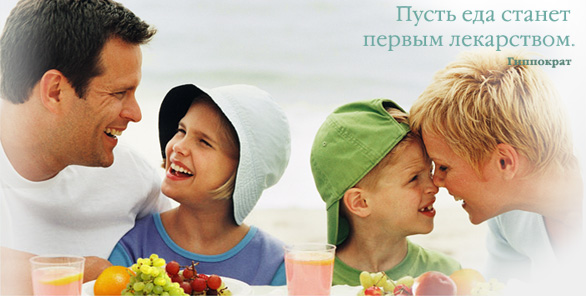 Пусть еда станет
первым лекарством.
Гиппократ